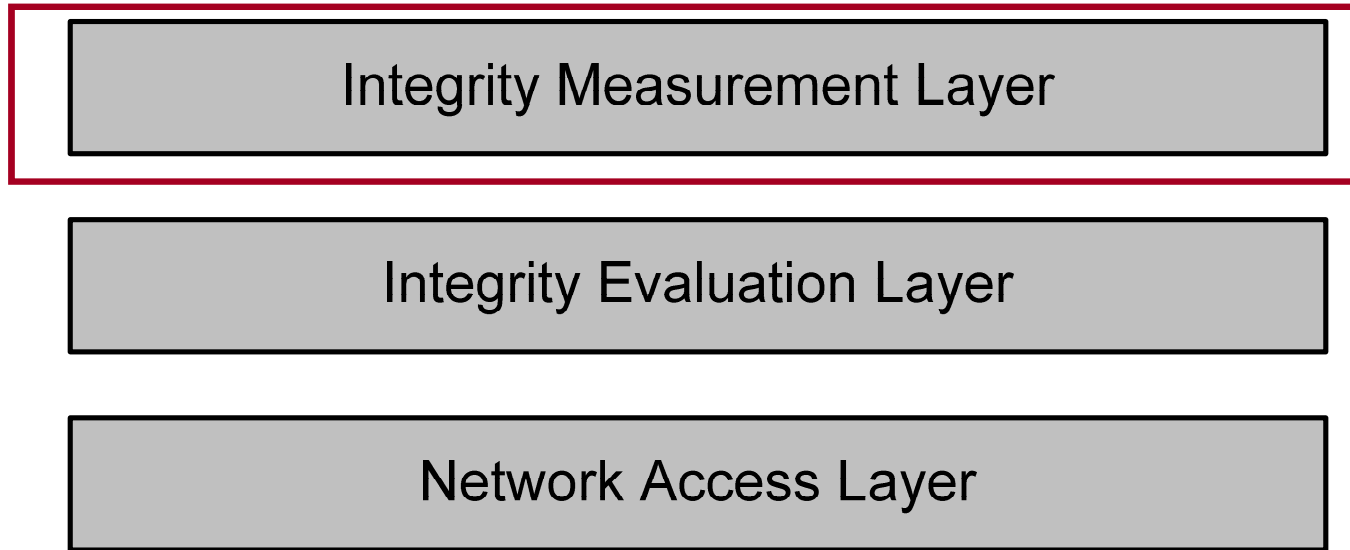 Integrity Measurement Layer
Integrity Evaluation Layer
Network Access Layer